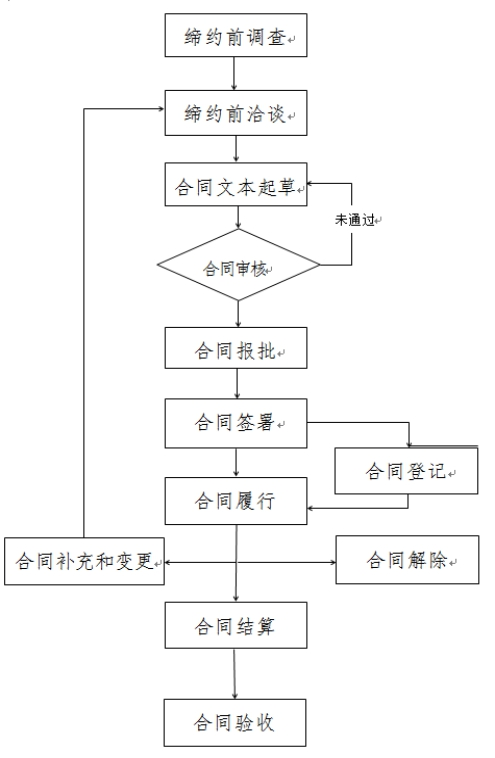 缔约前调查
缔约前洽谈
合同文本起草
未通过
合同审核
合同报批
合同签署
合同登记
合同履行
合同补充和变更
合同解除
合同结算
合同验收